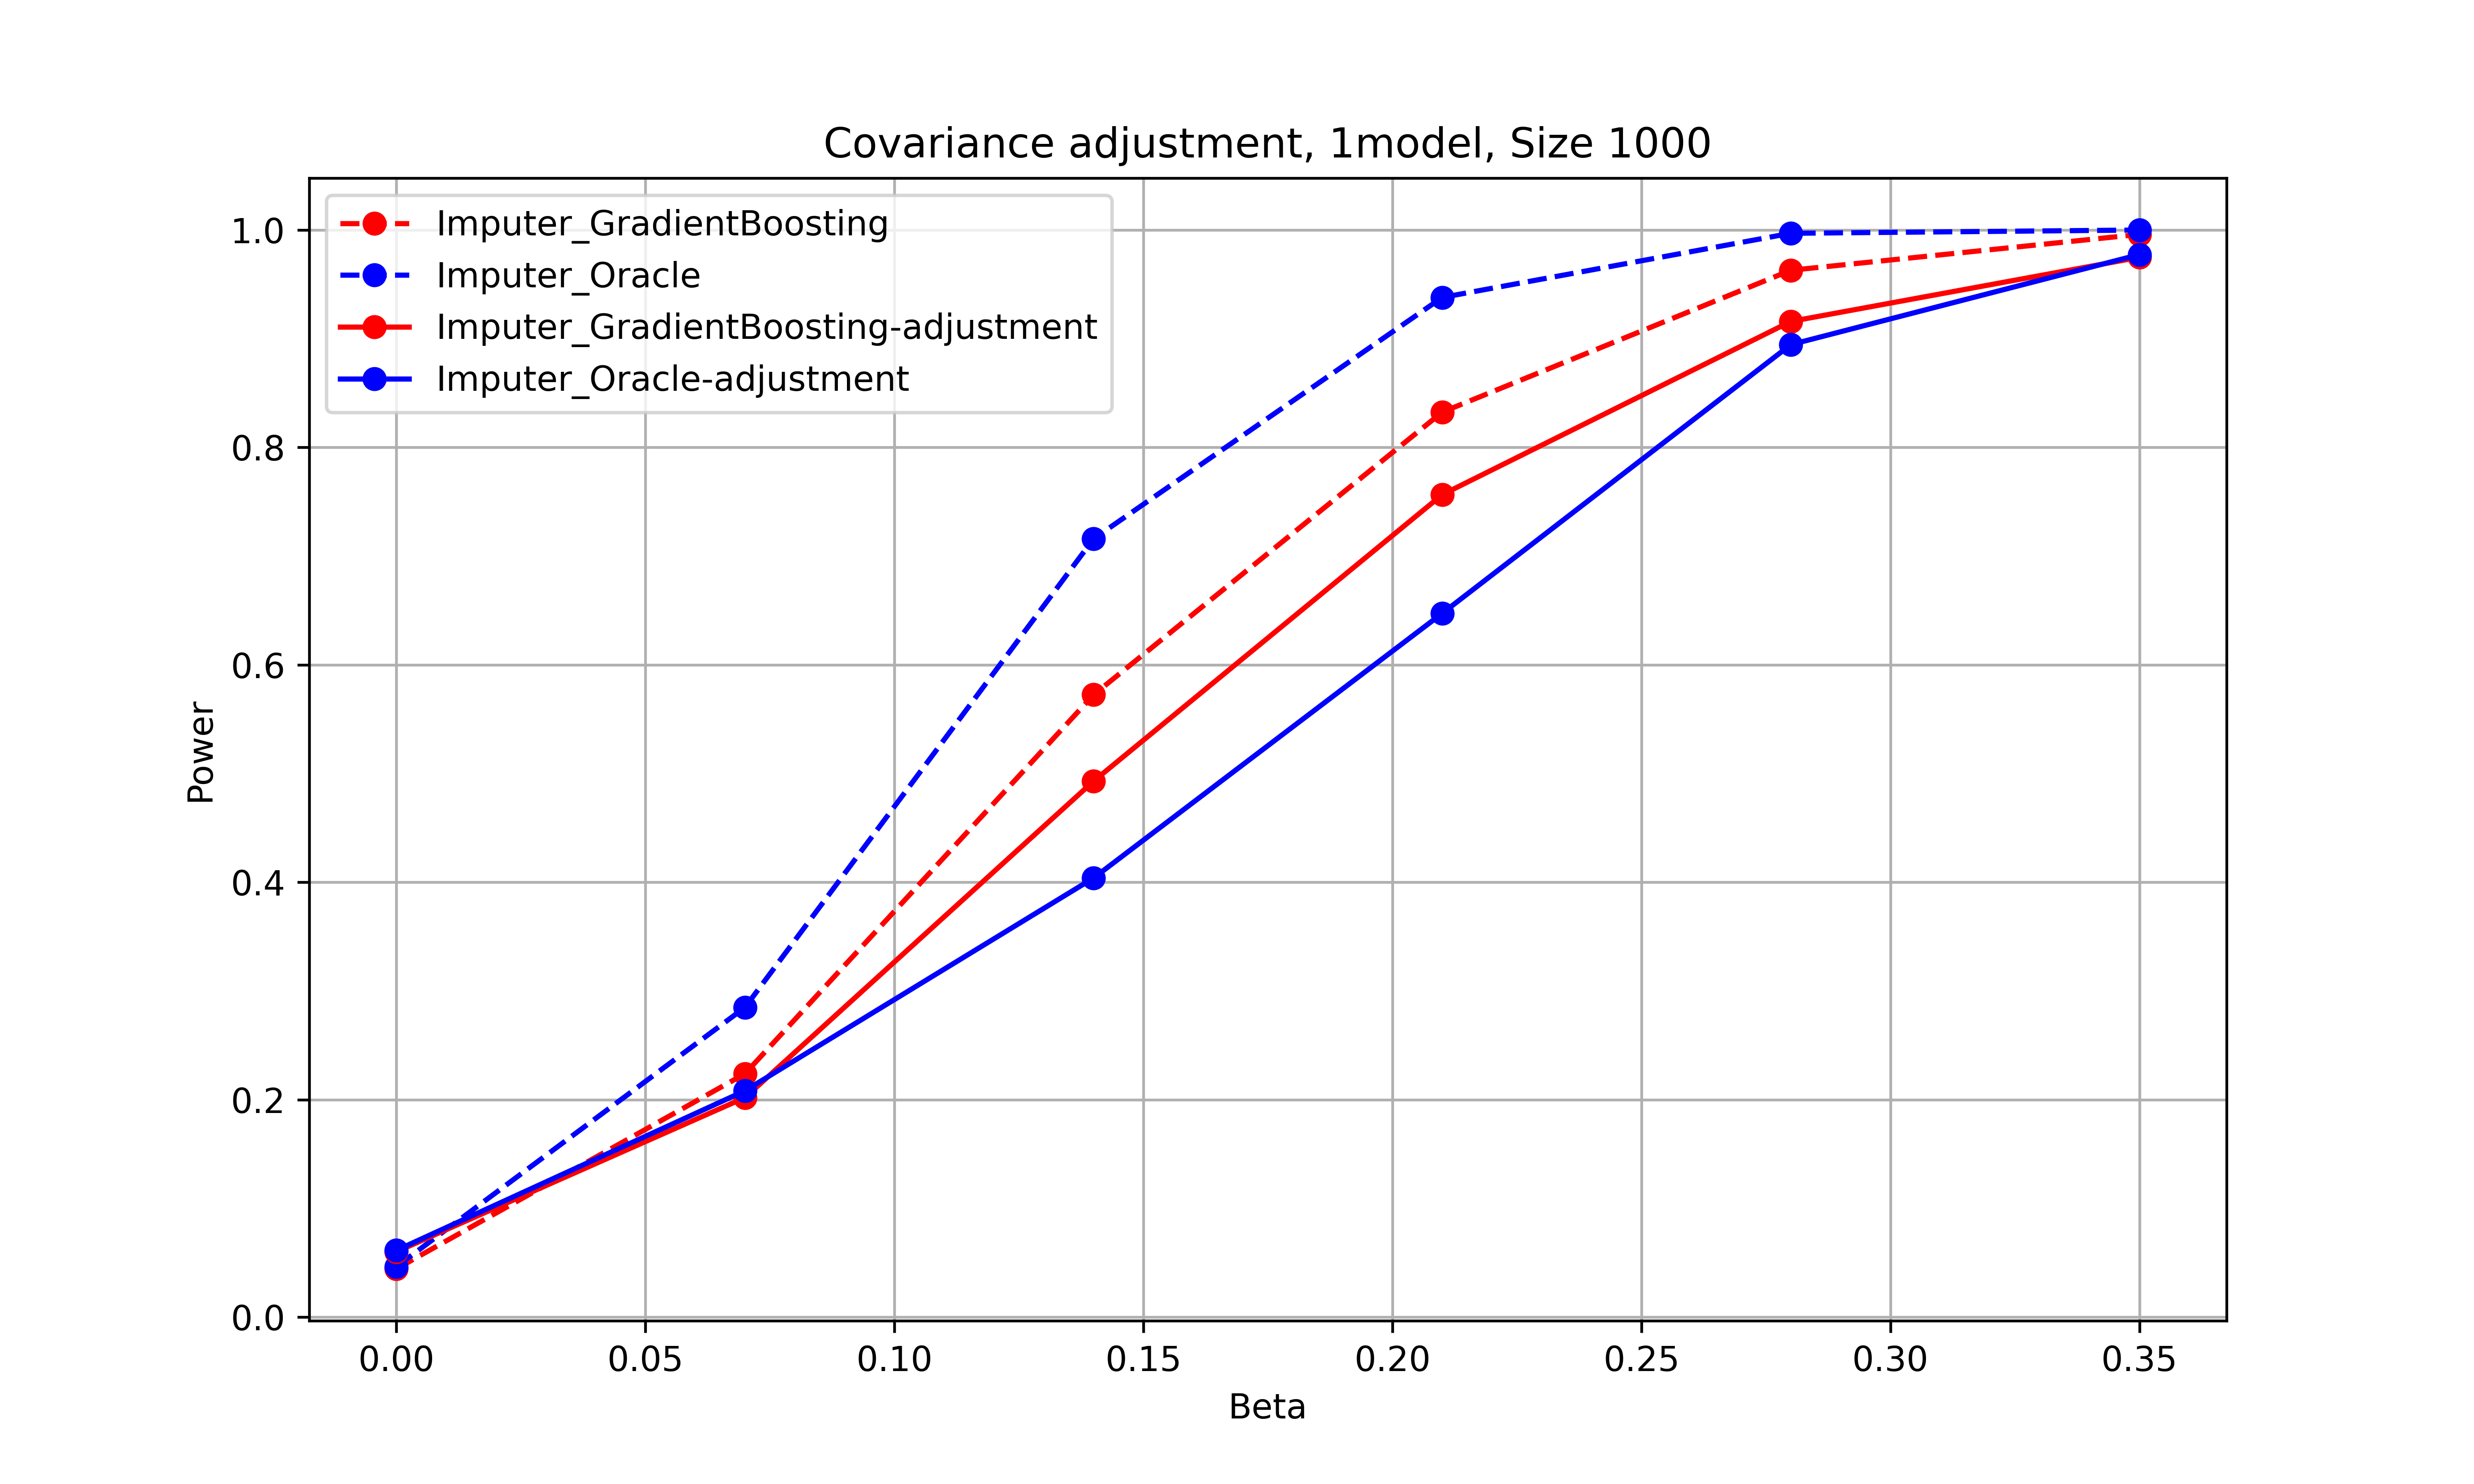 Covariance adjustment, 1model, Size 1000
Imputer_GradientBoosting
Imputer_Oracle
Imputer_GradientBoosting-adjustment
Imputer_Oracle-adjustment
1.0
0.8
0.6
0.4
0.2
0.0
Power
0.00 0.05 0.10 0.15 0.20 0.25 0.30 0.35
Beta